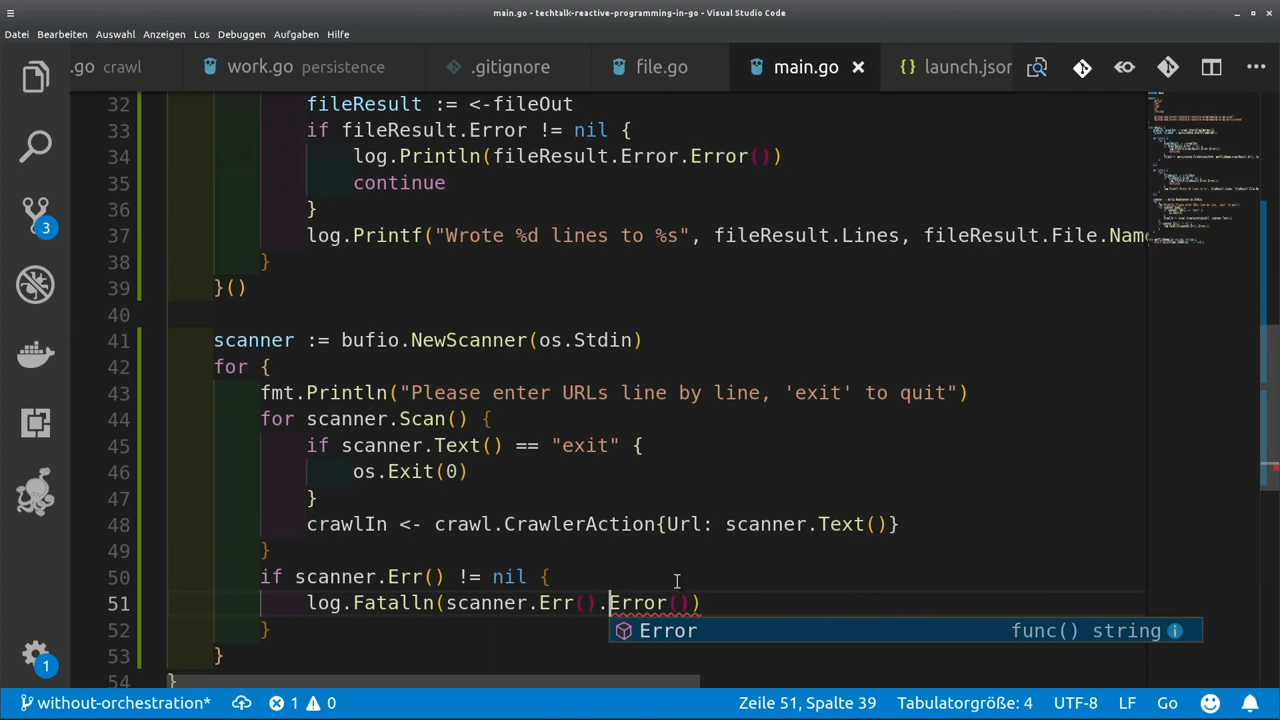 main.go - techtalk-reactive-programming-in-go - Visual Studio Code
Datei Bearbeiten Auswahl Anzeigen Los Debuggen Aufgaben Hilfe
.go crawl work.go persistence .gitignore file.go main.go launch.jsor
32 fileResult := <-fileOut
33 if fileResult.Error != nil {
34 log.Println(fileResult.Error.Error())
35 continue
36 }
37 log.Printf("Wrote %d lines to %s", fileResult.Lines, fileResult.File.Name
38 }
39 }()
40
41 scanner := bufio.NewScanner(os.Stdin)
42 for {
43 fmt.Println("Please enter URLs line by line, 'exit' to quit")
44 for scanner.Scan() {
45 if scanner.Text() == "exit" {
46 os.Exit(0)
47 }
48 crawlIn <- crawl.CrawlerAction{Url: scanner.Text()}
49 }
50 if scanner.Err() != nil {
51 log.Fatalln(scanner.Err().Error())
52 }
Error func() string
53 }
54 }
3
1
without-orchestration* 1 0 Zeile 51, Spalte 39 Tabulatorgröße: 4 UTF-8 LF Go